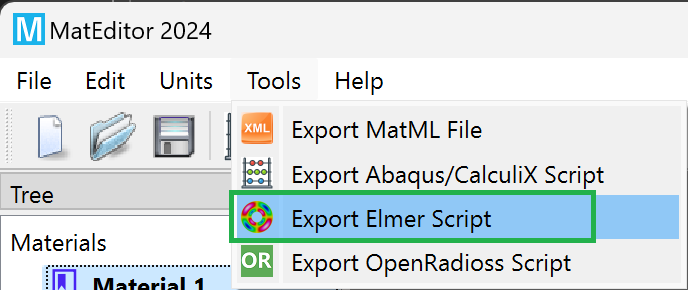 M MatEditor 2024
File Edit Units Tools Help
XML Export MatML File
Export Abaqus/CalculiX Script
Tree
Export Elmer Script
Materials
OR Export OpenRadioss Script
Material 1